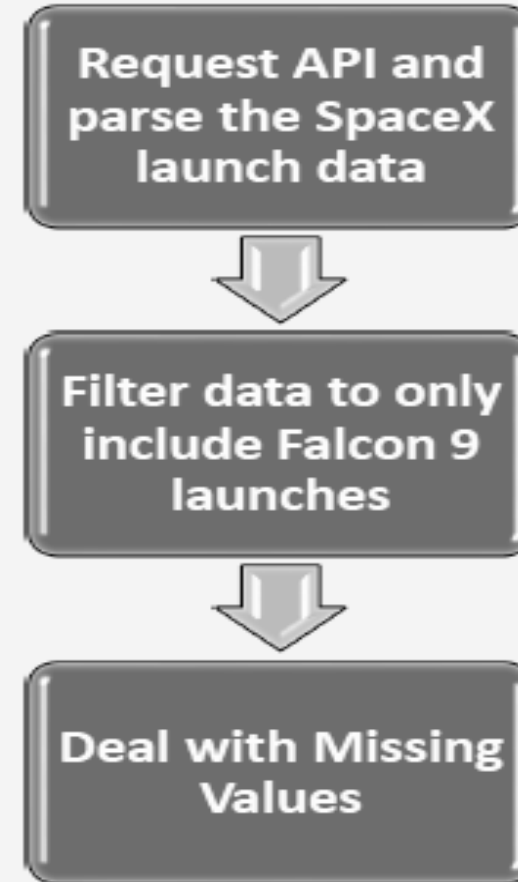 Request API and
parse the SpaceX
launch data
Filter data to only
include Falcon 9
launches
Deal with Missing
Values